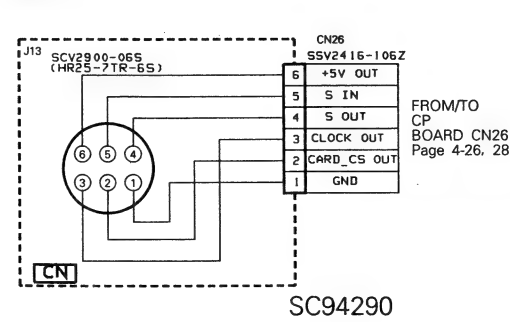 J13
SCV2900-06S
(HR25-7TR-6S)
CN26
SSV2416-106Z
6 +5V OUT
5 S IN
4 S OUT
3 CLOCK OUT
2 CARD_CS OUT
1 GND
FROM/TO
CP
BOARD CN26
Page 4-26, 28
6 5 4
3 2 1
CN
SC94290